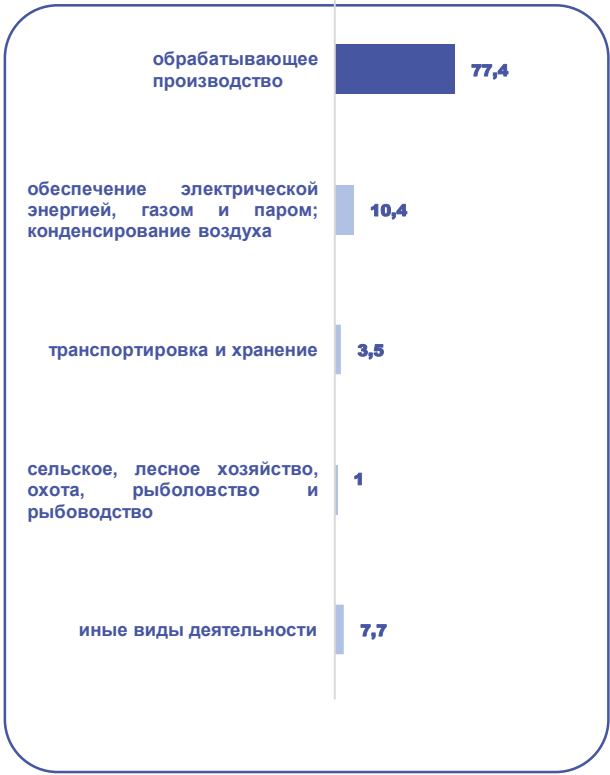 обрабатывающее
производство
77,4
обеспечение электрической
энергией, газом и паром;
конденсирование воздуха
10,4
транспортировка и хранение
3,5
сельское, лесное хозяйство,
охота, рыболовство и
рыбоводство
1
иные виды деятельности
7,7